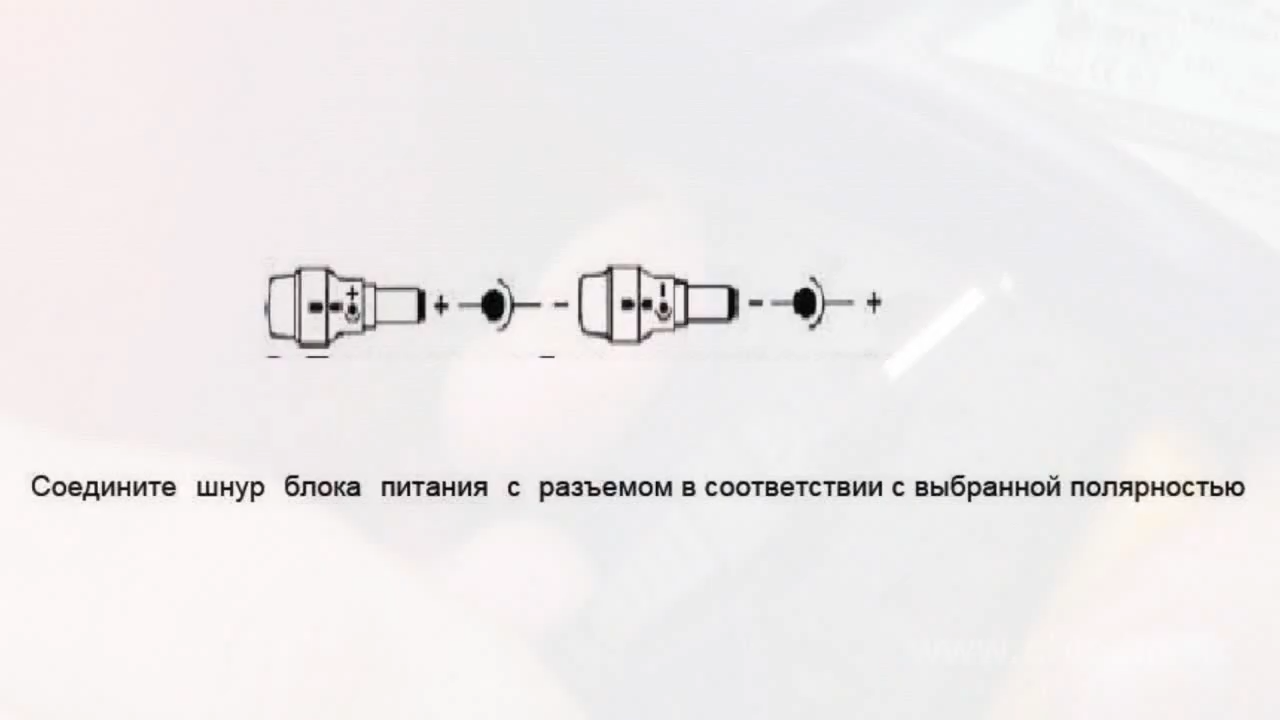 + + - - - +
Соедините шнур блока питания с разъемом в соответствии с выбранной полярностью